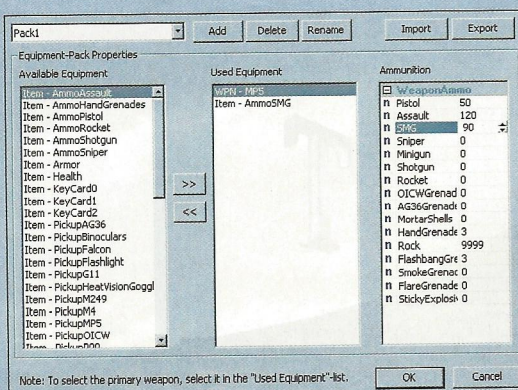 Pack1
Add
Delete
Rename
Import
Export
Equipment-Pack Properties
Available Equipment
Item - AmmoAssault
Item - AmmoHandGrenades
Item - AmmoPistol
Item - AmmoRocket
Item - AmmoShotgun
Item - AmmoSniper
Item - Armor
Item - Health
Item - KeyCard0
Item - KeyCard1
Item - KeyCard2
Item - PickupAG36
Item - PickupBinoculars
Item - PickupFalcon
Item - PickupFlashlight
Item - PickupG11
Item - PickupHeatVisionGoggl
Item - PickupM249
Item - PickupM4
Item - PickupMP5
Item - PickupOICW
>>
<<
Used Equipment
WPN - MP5
Item - AmmoSMG
Ammunition
WeaponAmmo
n Pistol 50
n Assault 120
n SMG 90
n Sniper 0
n Minigun 0
n Shotgun 0
n Rocket 0
n OICWGrenad 0
n AG36Grenade 0
n MortarShells 0
n HandGrenade 3
n Rock 9999
n FlashbangGre 3
n SmokeGrenac 0
n FlareGrenade 0
n StickyExplosiv 0
Note: To select the primary weapon, select it in the "Used Equipment"-list.
OK
Cancel